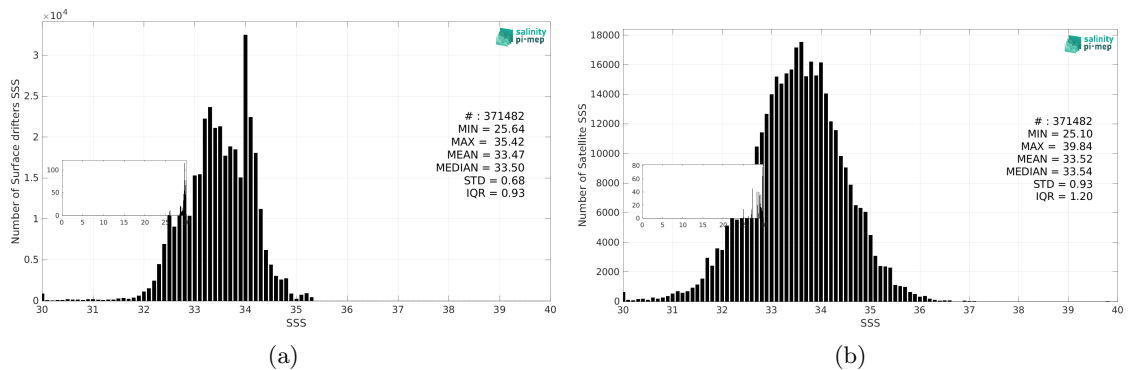 ×10⁴
3
2.5
2
1.5
1
0.5
0
Number of Surface drifters SSS
salinity
pi-mep
# : 371482
MIN = 25.64
MAX = 35.42
MEAN = 33.47
MEDIAN = 33.50
STD = 0.68
IQR = 0.93
100
50
0
0 5 10 15 20 25
30 31 32 33 34 35 36 37 38 39 40
SSS
(a)
18000
16000
14000
12000
10000
8000
6000
4000
2000
0
Number of Satellite SSS
salinity
pi-mep
# : 371482
MIN = 25.10
MAX = 39.84
MEAN = 33.52
MEDIAN = 33.54
STD = 0.93
IQR = 1.20
80
60
40
20
0
0 5 10 15 20 25
30 31 32 33 34 35 36 37 38 39 40
SSS
(b)